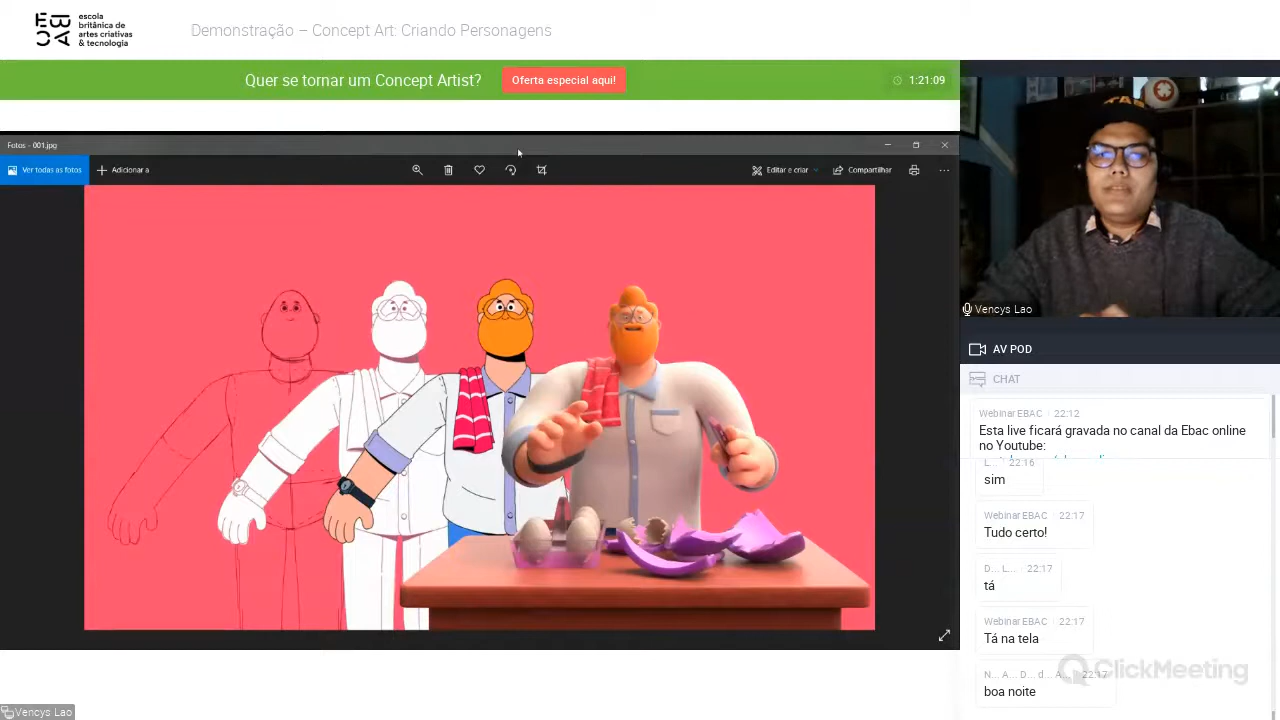 escola
britânica de
artes criativas
& tecnologia
Demonstração – Concept Art: Criando Personagens
Quer se tornar um Concept Artist?
Oferta especial aqui!
1:21:09
Fotos - 001.jpg
Ver todas as fotos
Adicionar a
Editar e criar
Compartilhar
Vencys Lao
AV POD
CHAT
Webinar EBAC 22:12
Esta live ficará gravada no canal da Ebac online
no Youtube:
L... 22:16
sim
Webinar EBAC 22:17
Tudo certo!
D... L... 22:17
tá
Webinar EBAC 22:17
Tá na tela
N... A... D... d... A... 22:17
boa noite
ClickMeeting
Vencys Lao